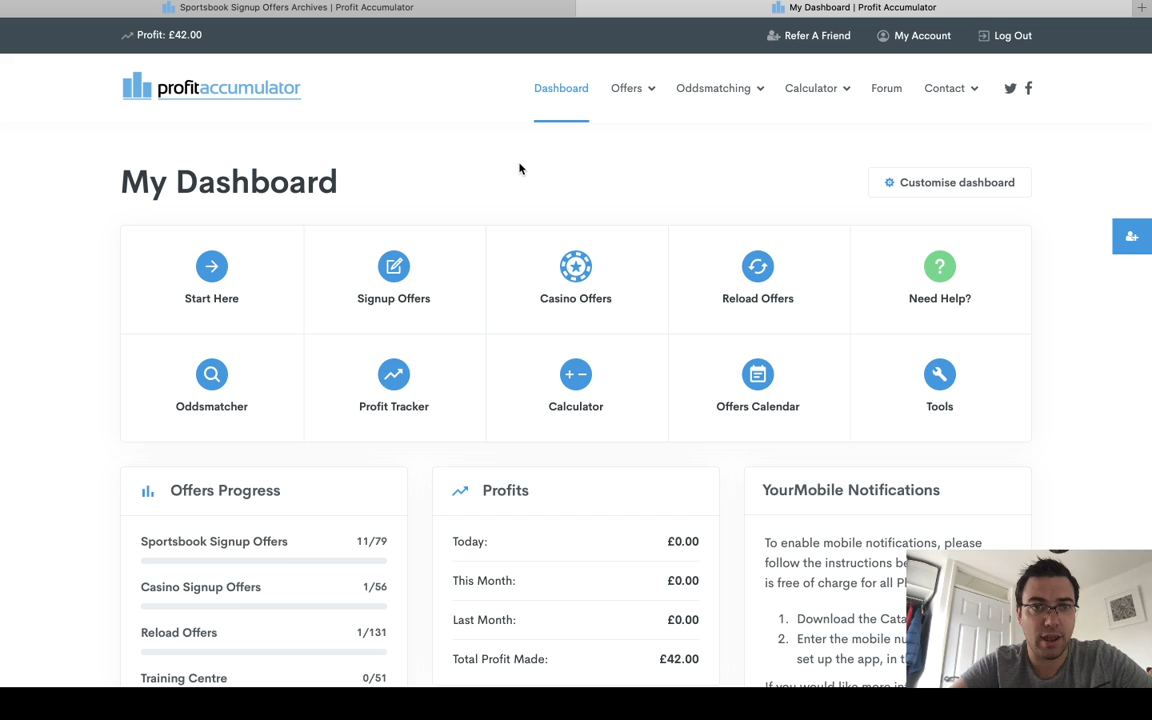 Sportsbook Signup Offers Archives | Profit Accumulator
My Dashboard | Profit Accumulator
Profit: £42.00
Refer A Friend
My Account
Log Out
profitaccumulator
Dashboard
Offers
Oddsmatching
Calculator
Forum
Contact
My Dashboard
Customise dashboard
Start Here
Signup Offers
Casino Offers
Reload Offers
Need Help?
Oddsmatcher
Profit Tracker
Calculator
Offers Calendar
Tools
Offers Progress
Sportsbook Signup Offers 11/79
Casino Signup Offers 1/56
Reload Offers 1/131
Training Centre 0/51
Profits
Today: £0.00
This Month: £0.00
Last Month: £0.00
Total Profit Made: £42.00
YourMobile Notifications
To enable mobile notifications, please
follow the instructions
is free of charge for all
1. Download the
2. Enter the mobile
set up the app, in
If you would like more